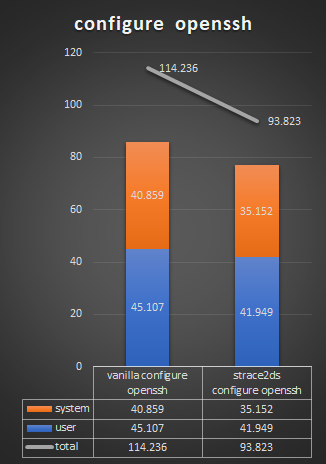 configure openssh
120
114.236
100
93.823
80
40.859
35.152
60
40
45.107
41.949
20
0
vanilla configure strace2ds
openssh configure openssh
system 40.859 35.152
user 45.107 41.949
total 114.236 93.823